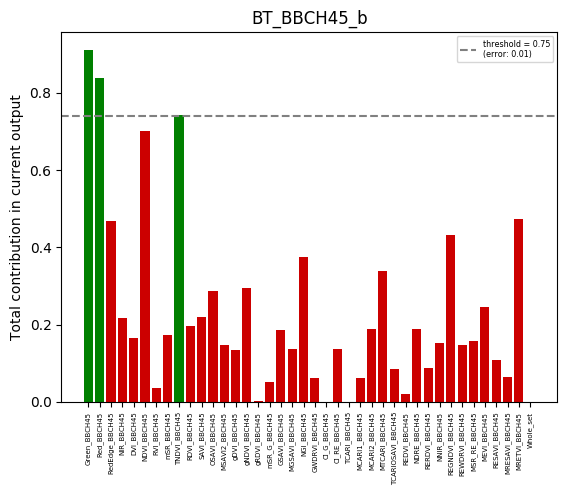 BT_BBCH45_b
threshold = 0.75
(error: 0.01)
Total contribution in current output
0.8
0.6
0.4
0.2
0.0
Green_BBCH45
Red_BBCH45
RedEdge_BBCH45
NIR_BBCH45
DVI_BBCH45
NDVI_BBCH45
RVI_BBCH45
mSR_BBCH45
TNDVI_BBCH45
RDVI_BBCH45
SAVI_BBCH45
OSAVI_BBCH45
MSAVI2_BBCH45
gDVI_BBCH45
gNDVI_BBCH45
gRDVI_BBCH45
mSR_G_BBCH45
GSAVI_BBCH45
MGSAVI_BBCH45
NGI_BBCH45
GWDRVI_BBCH45
CI_G_BBCH45
CI_RE_BBCH45
TCARI_BBCH45
MCARI1_BBCH45
MCARI2_BBCH45
MTCARI_BBCH45
TCARIOSAVI_BBCH45
REDVI_BBCH45
NDRE_BBCH45
RERDVI_BBCH45
NNIR_BBCH45
REGNDVI_BBCH45
REWDRVI_BBCH45
MSR_RE_BBCH45
MEVI_BBCH45
RESAVI_BBCH45
MRESAVI_BBCH45
MRETVI_BBCH45
Whole_set